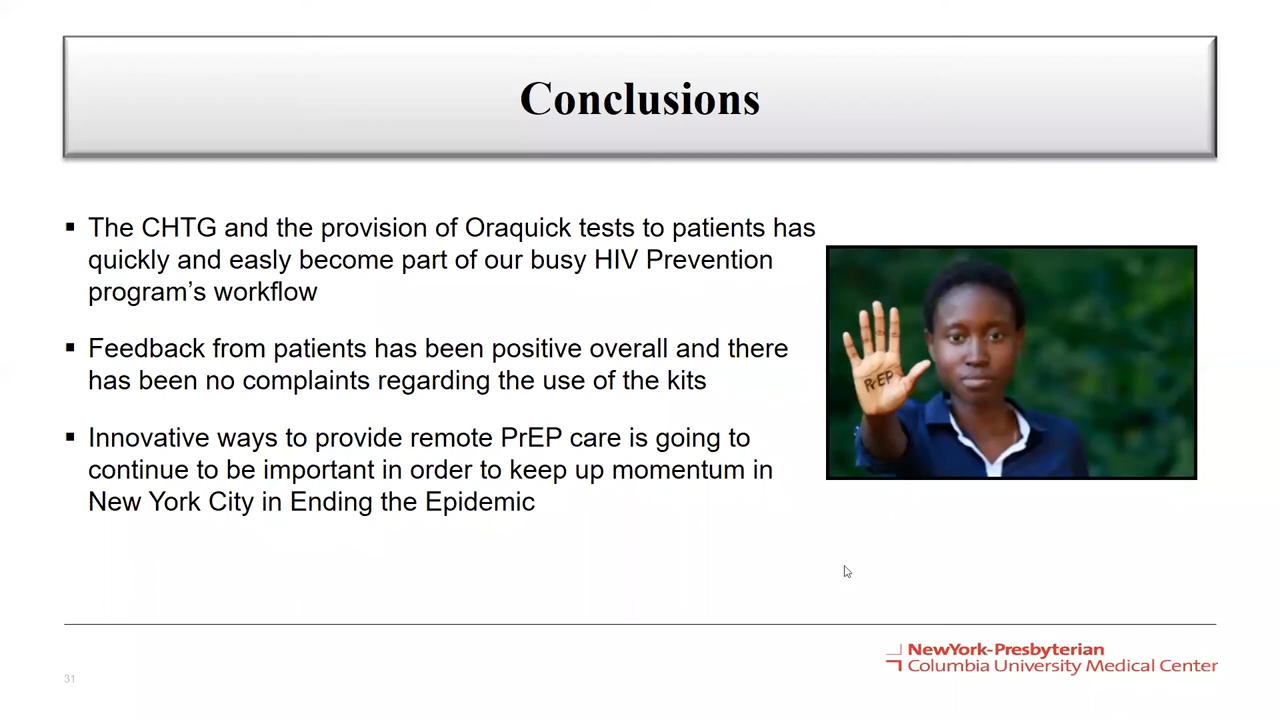 Conclusions
The CHTG and the provision of Oraquick tests to patients has
quickly and easly become part of our busy HIV Prevention
program’s workflow
Feedback from patients has been positive overall and there
has been no complaints regarding the use of the kits
Innovative ways to provide remote PrEP care is going to
continue to be important in order to keep up momentum in
New York City in Ending the Epidemic
PrEP
NewYork-Presbyterian
Columbia University Medical Center
31